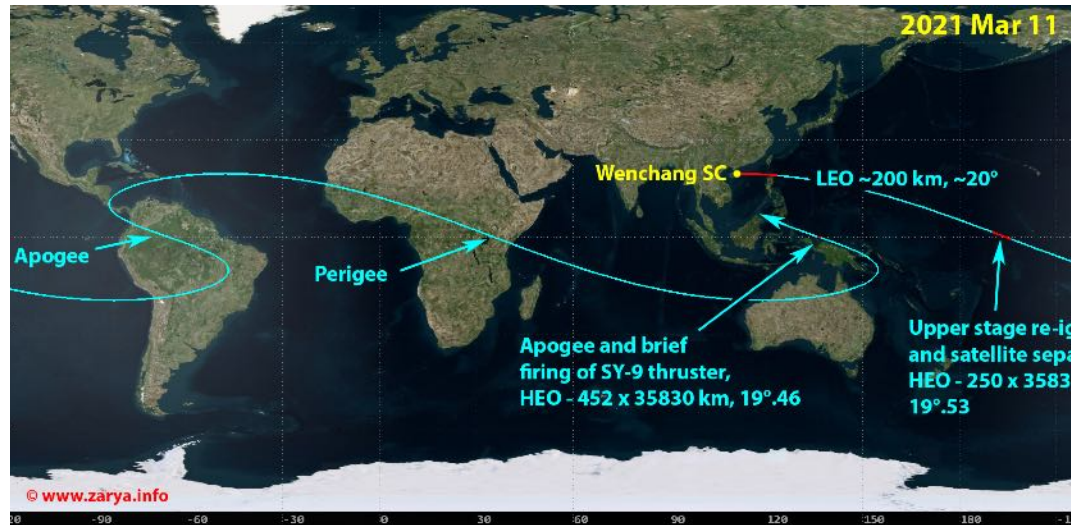 2021 Mar 11
Wenchang SC
LEO ~200 km, ~20°
Apogee
Perigee
Apogee and brief
firing of SY-9 thruster,
HEO - 452 x 35830 km, 19°.46
Upper stage re-ig
and satellite sepa
HEO - 250 x 3583
19°.53
© www.zarya.info
20 -90 -60 -30 0 30 60 90 120 150 180 -1